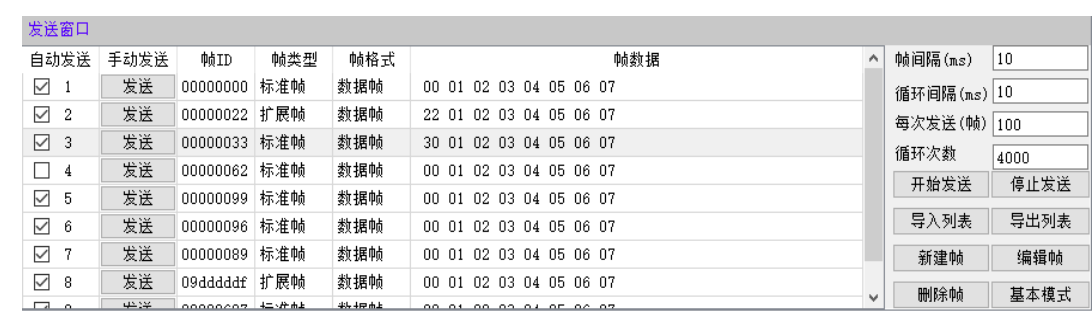 发送窗口
自动发送 手动发送 帧ID 帧类型 帧格式 帧数据
1 发送 00000000 标准帧 数据帧 00 01 02 03 04 05 06 07
2 发送 00000022 扩展帧 数据帧 22 01 02 03 04 05 06 07
3 发送 00000033 标准帧 数据帧 30 01 02 03 04 05 06 07
4 发送 00000062 标准帧 数据帧 00 01 02 03 04 05 06 07
5 发送 00000099 标准帧 数据帧 00 01 02 03 04 05 06 07
6 发送 00000096 标准帧 数据帧 00 01 02 03 04 05 06 07
7 发送 00000089 标准帧 数据帧 00 01 02 03 04 05 06 07
8 发送 09dddddf 扩展帧 数据帧 00 01 02 03 04 05 06 07
帧间隔(ms) 10
循环间隔(ms) 10
每次发送(帧) 100
循环次数 4000
开始发送 停止发送
导入列表 导出列表
新建帧 编辑帧
删除帧 基本模式